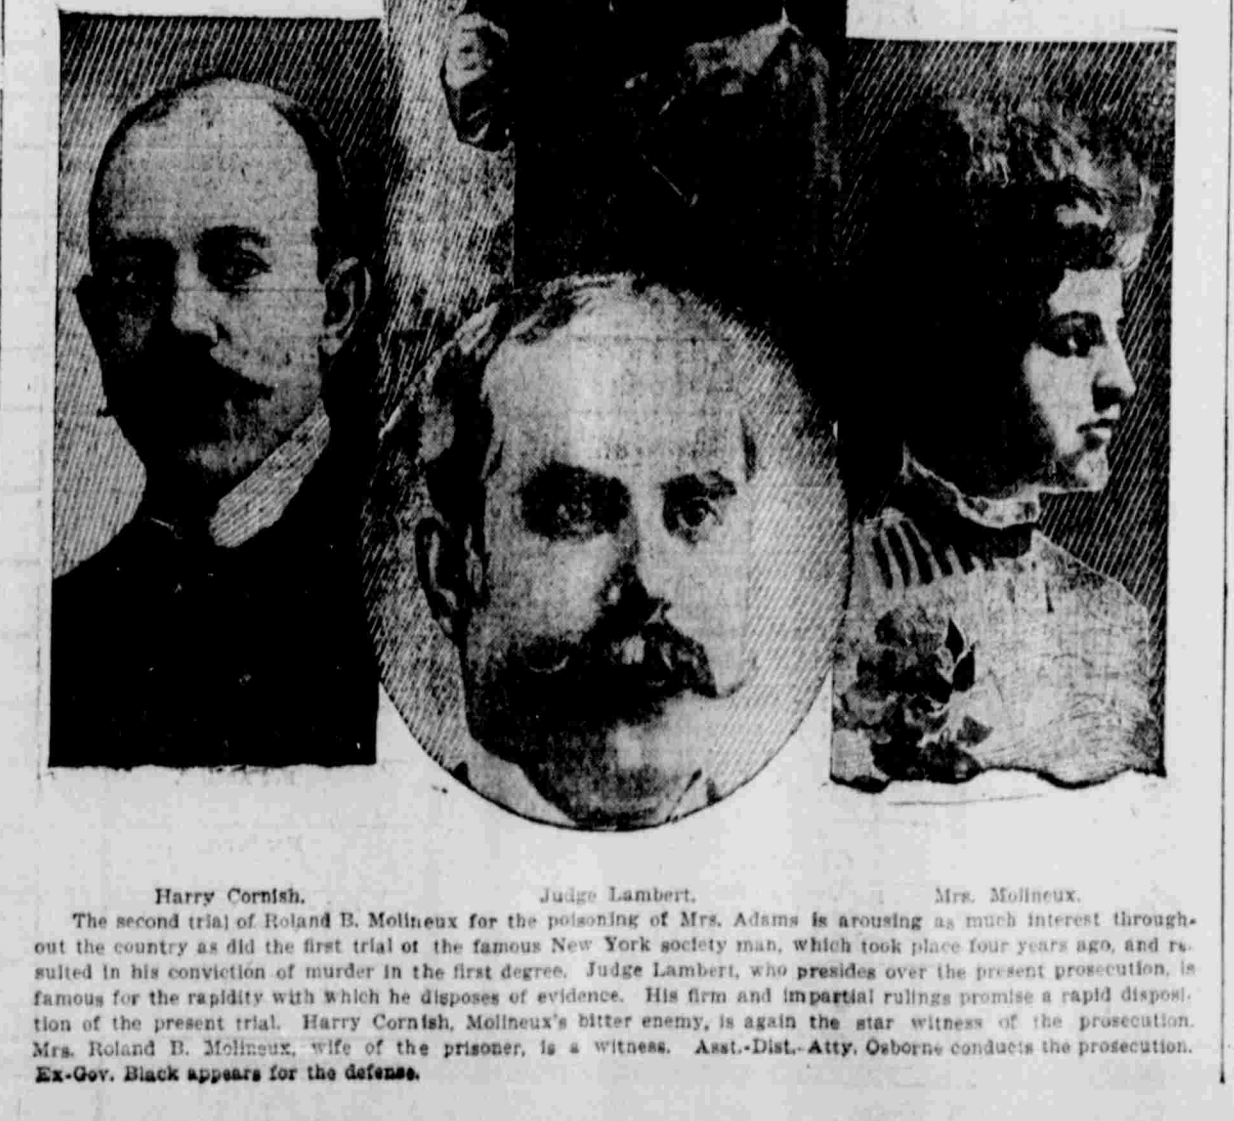 Harry Cornish. Judge Lambert. Mrs. Molineux.
The second trial of Roland B. Molineux for the poisoning of Mrs. Adams is arousing as much interest through-
out the country as did the first trial of the famous New York society man, which took place four years ago, and re-
sulted in his conviction of murder in the first degree. Judge Lambert, who presides over the present prosecution, is
famous for the rapidity with which he disposes of evidence. His firm and impartial rulings promise a rapid disposi-
tion of the present trial. Harry Cornish, Molineux's bitter enemy, is again the star witness of the prosecution.
Mrs. Roland B. Molineux, wife of the prisoner, is a witness. Asst.-Dist.-Atty. Osborne conducts the prosecution.
Ex-Gov. Black appears for the defense.